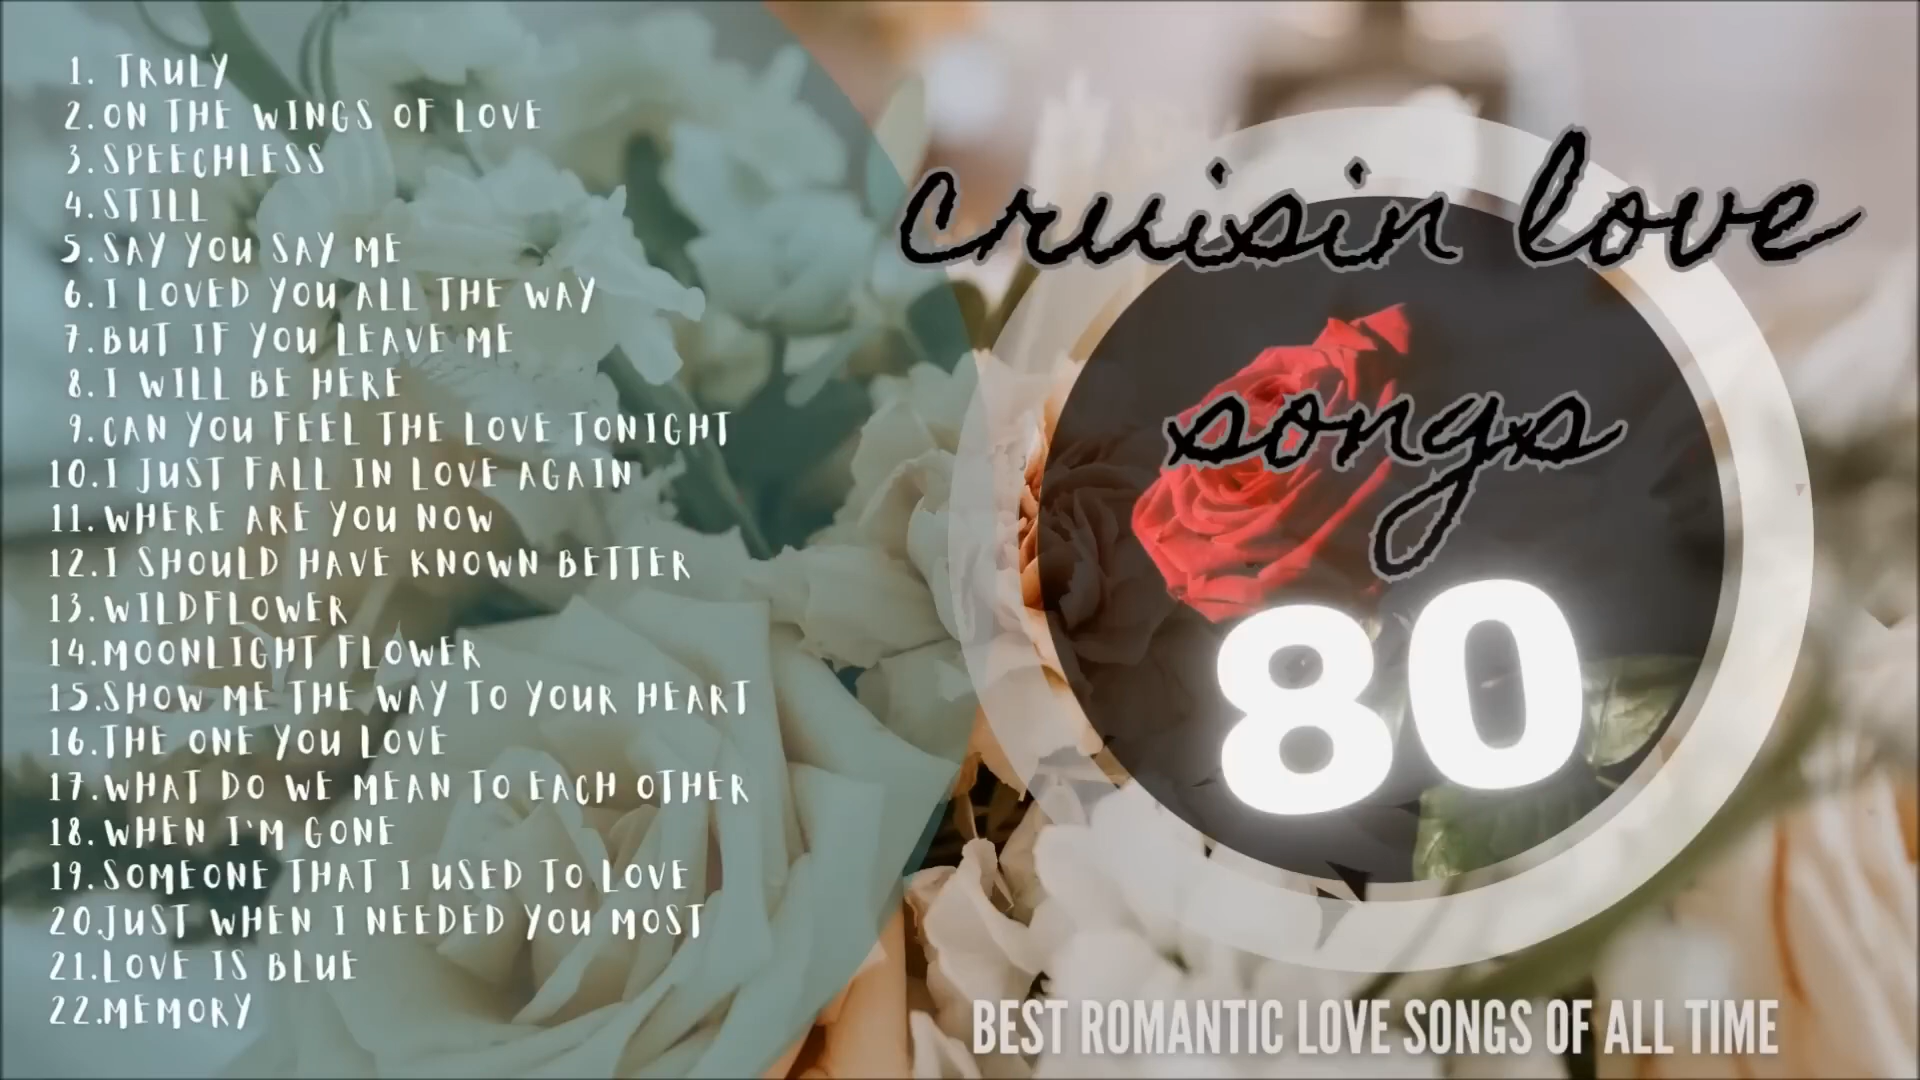 1. TRULY
2. ON THE WINGS OF LOVE
3. SPEECHLESS
4. STILL
5. SAY YOU SAY ME
6. I LOVED YOU ALL THE WAY
7. BUT IF YOU LEAVE ME
8. I WILL BE HERE
9. CAN YOU FEEL THE LOVE TONIGHT
10. I JUST FALL IN LOVE AGAIN
11. WHERE ARE YOU NOW
12. I SHOULD HAVE KNOWN BETTER
13. WILDFLOWER
14. MOONLIGHT FLOWER
15. SHOW ME THE WAY TO YOUR HEART
16. THE ONE YOU LOVE
17. WHAT DO WE MEAN TO EACH OTHER
18. WHEN I'M GONE
19. SOMEONE THAT I USED TO LOVE
20. JUST WHEN I NEEDED YOU MOST
21. LOVE IS BLUE
22. MEMORY
cruisin love
songs
80
BEST ROMANTIC LOVE SONGS OF ALL TIME